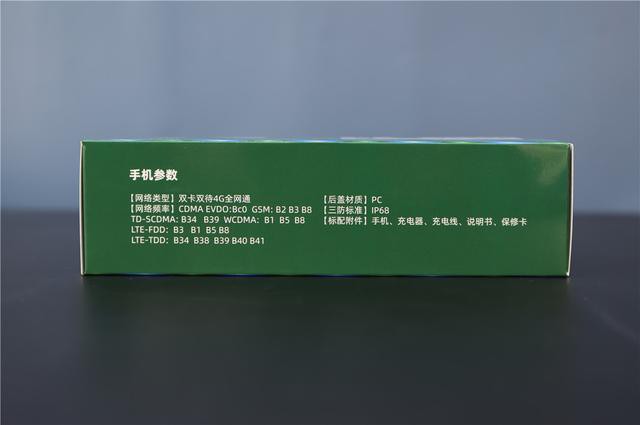 手机参数
【网络类型】双卡双待4G全网通
【网络频率】CDMA EVDO:Bc0 GSM: B2 B3 B8
TD-SCDMA: B34 B39 WCDMA: B1 B5 B8
LTE-FDD: B3 B1 B5 B8
LTE-TDD: B34 B38 B39 B40 B41
【后盖材质】PC
【三防标准】IP68
【标配附件】手机、充电器、充电线、说明书、保修卡